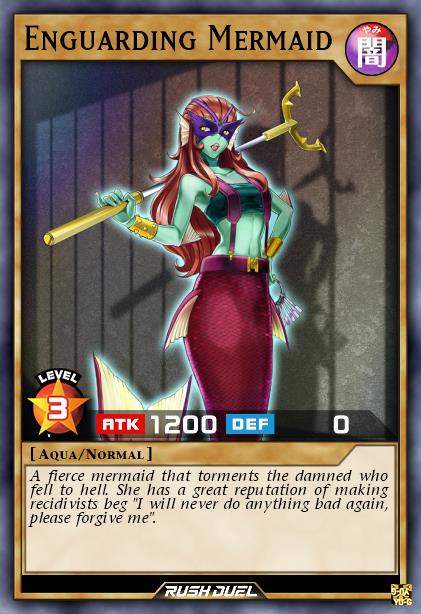 Enguarding Mermaid
やみ
闇
LEVEL
3
ATK 1200 DEF 0
[Aqua/Normal]
A fierce mermaid that torments the damned who
fell to hell. She has a great reputation of making
recidivists beg "I will never do anything bad again,
please forgive me".
RUSH DUEL